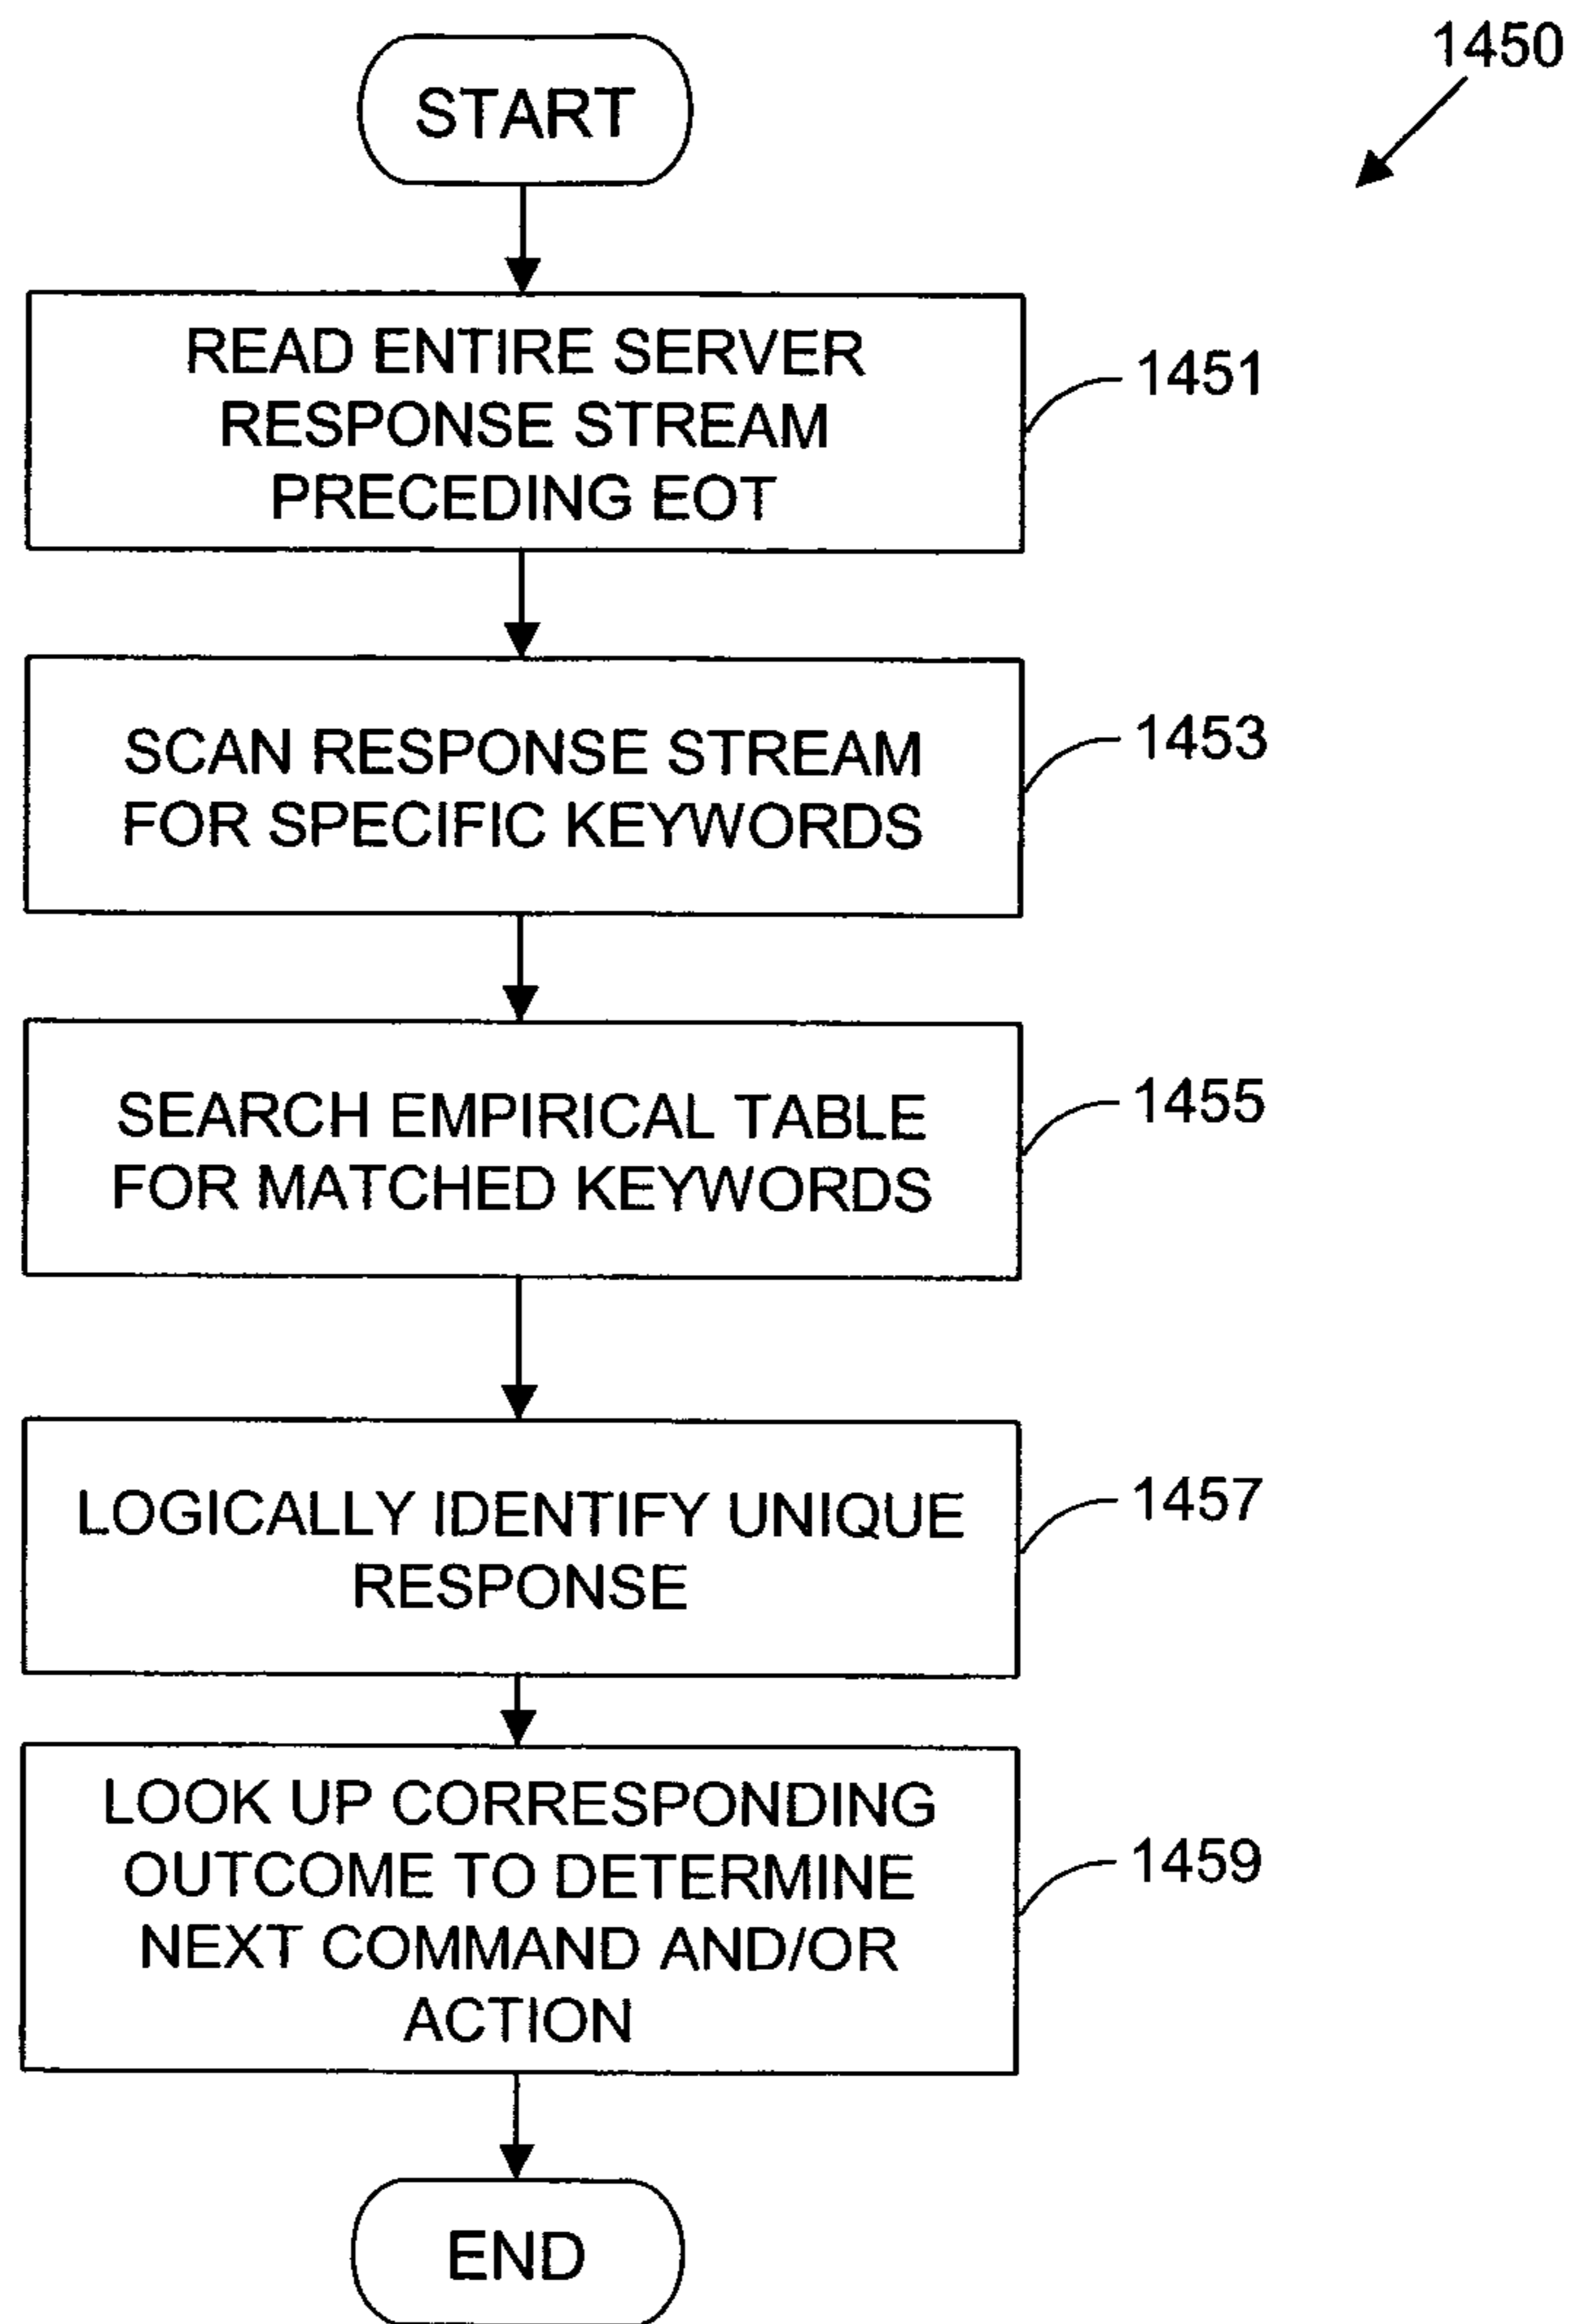 1450
START
READ ENTIRE SERVER
RESPONSE STREAM
PRECEDING EOT
1451
SCAN RESPONSE STREAM
FOR SPECIFIC KEYWORDS
1453
SEARCH EMPIRICAL TABLE
FOR MATCHED KEYWORDS
1455
LOGICALLY IDENTIFY UNIQUE
RESPONSE
1457
LOOK UP CORRESPONDING
OUTCOME TO DETERMINE
NEXT COMMAND AND/OR
ACTION
1459
END